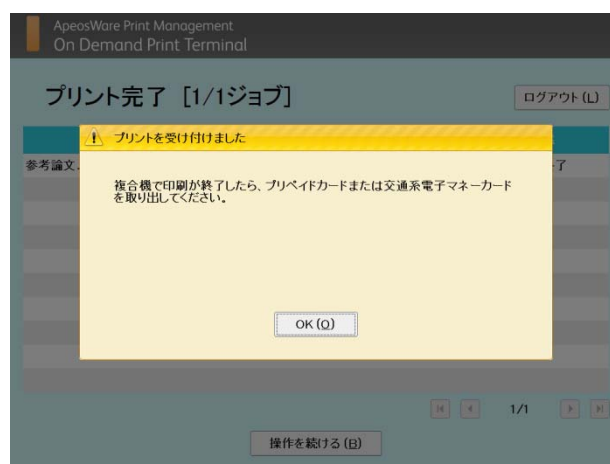 ApeosWare Print Management
On Demand Print Terminal
プリント完了 [1/1ジョブ]
ログアウト(L)
プリントを受け付けました
参考論文.
了
複合機で印刷が終了したら、プリペイドカードまたは交通系電子マネーカード
を取り出してください。
OK(O)
1/1
操作を続ける(B)